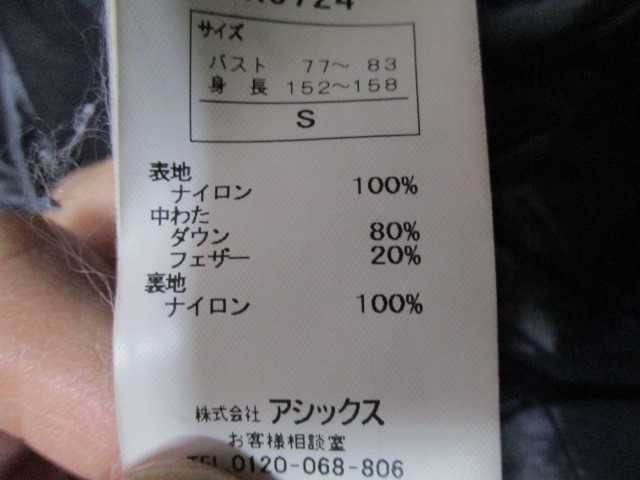 サイズ
バスト 77〜 83
身 長 152〜158
S
表地
ナイロン 100%
中わた
ダウン 80%
フェザー 20%
裏地
ナイロン 100%
株式会社 アシックス
お客様相談室
TEL.0120-068-806